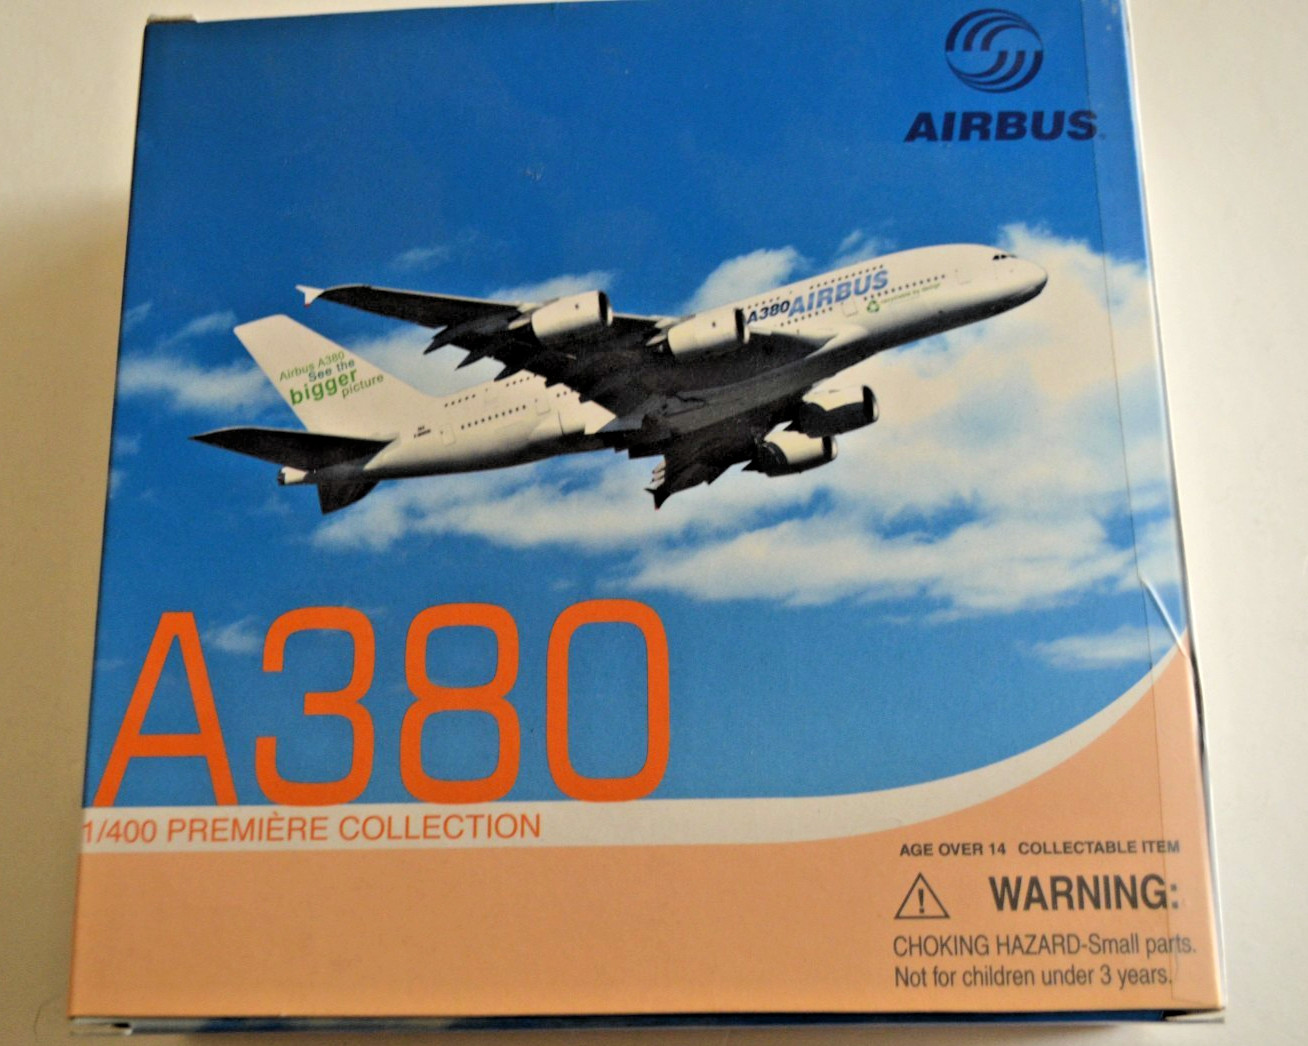 AIRBUS
A380 AIRBUS
Airbus A380
See the
bigger
picture
A380
1/400 PREMIÈRE COLLECTION
AGE OVER 14 COLLECTABLE ITEM
WARNING:
CHOKING HAZARD-Small parts.
Not for children under 3 years.